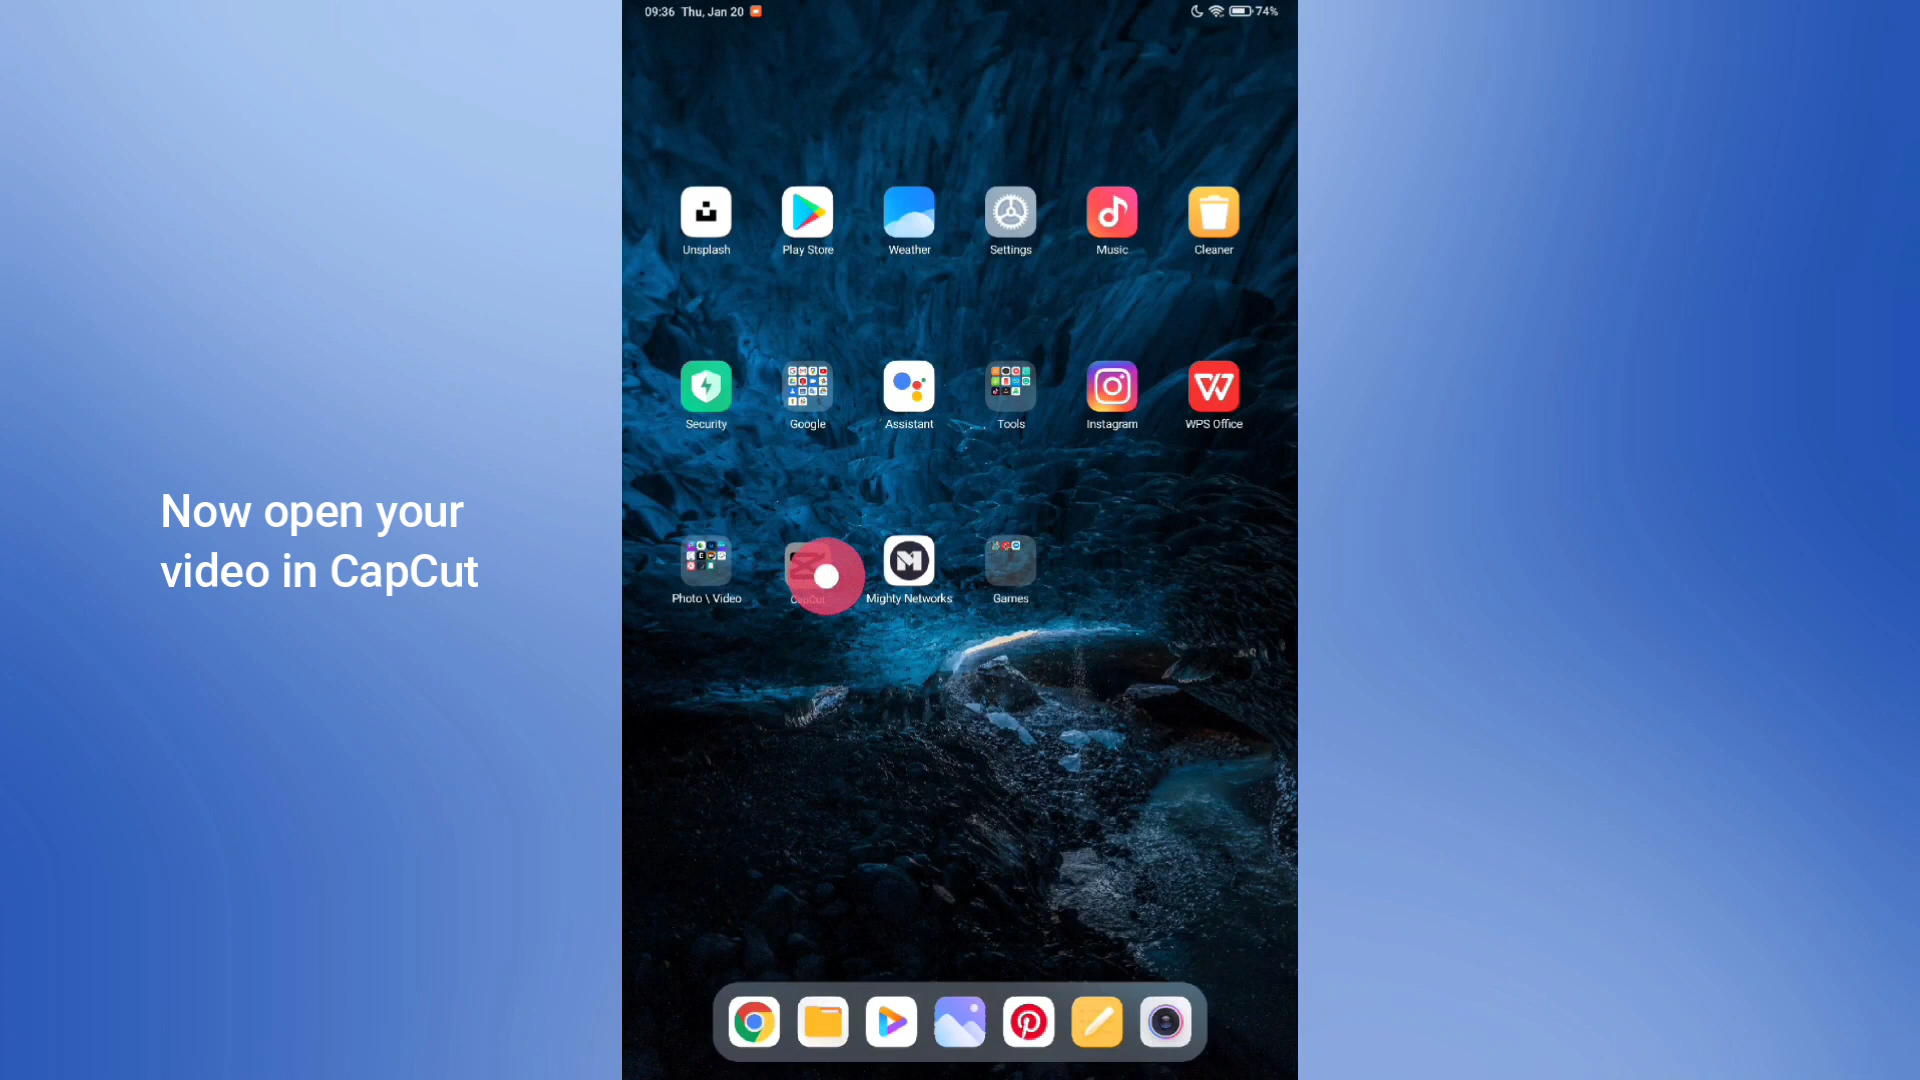 09:36 Thu, Jan 20
74%
Unsplash
Play Store
Weather
Settings
Music
Cleaner
Security
Google
Assistant
Tools
Instagram
WPS Office
Now open your
video in CapCut
Photo \ Video
CapCut
Mighty Networks
Games